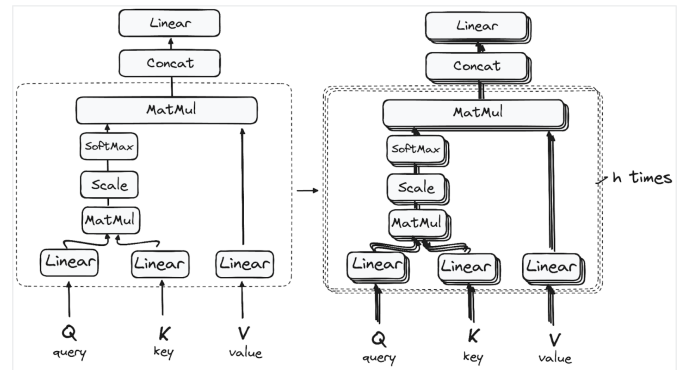 Linear
Concat
MatMul
SoftMax
Scale
MatMul
Linear
Linear
Linear
Q
query
K
key
V
value
Linear
Concat
MatMul
SoftMax
Scale
MatMul
Linear
Linear
Linear
h times
Q
query
K
key
V
value